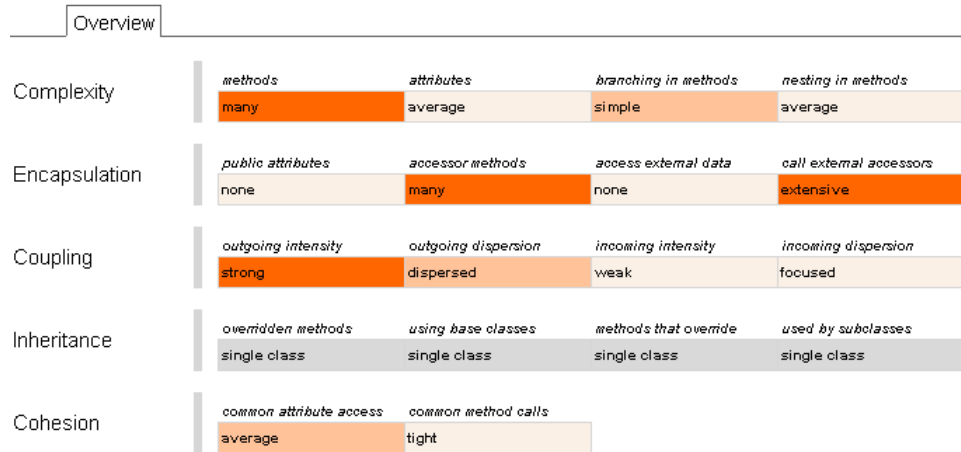 Overview
Complexity
methods attributes branching in methods nesting in methods
many average simple average
Encapsulation
public attributes accessor methods access external data call external accessors
none many none extensive
Coupling
outgoing intensity outgoing dispersion incoming intensity incoming dispersion
strong dispersed weak focused
Inheritance
overridden methods using base classes methods that override used by subclasses
single class single class single class single class
Cohesion
common attribute access common method calls
average tight